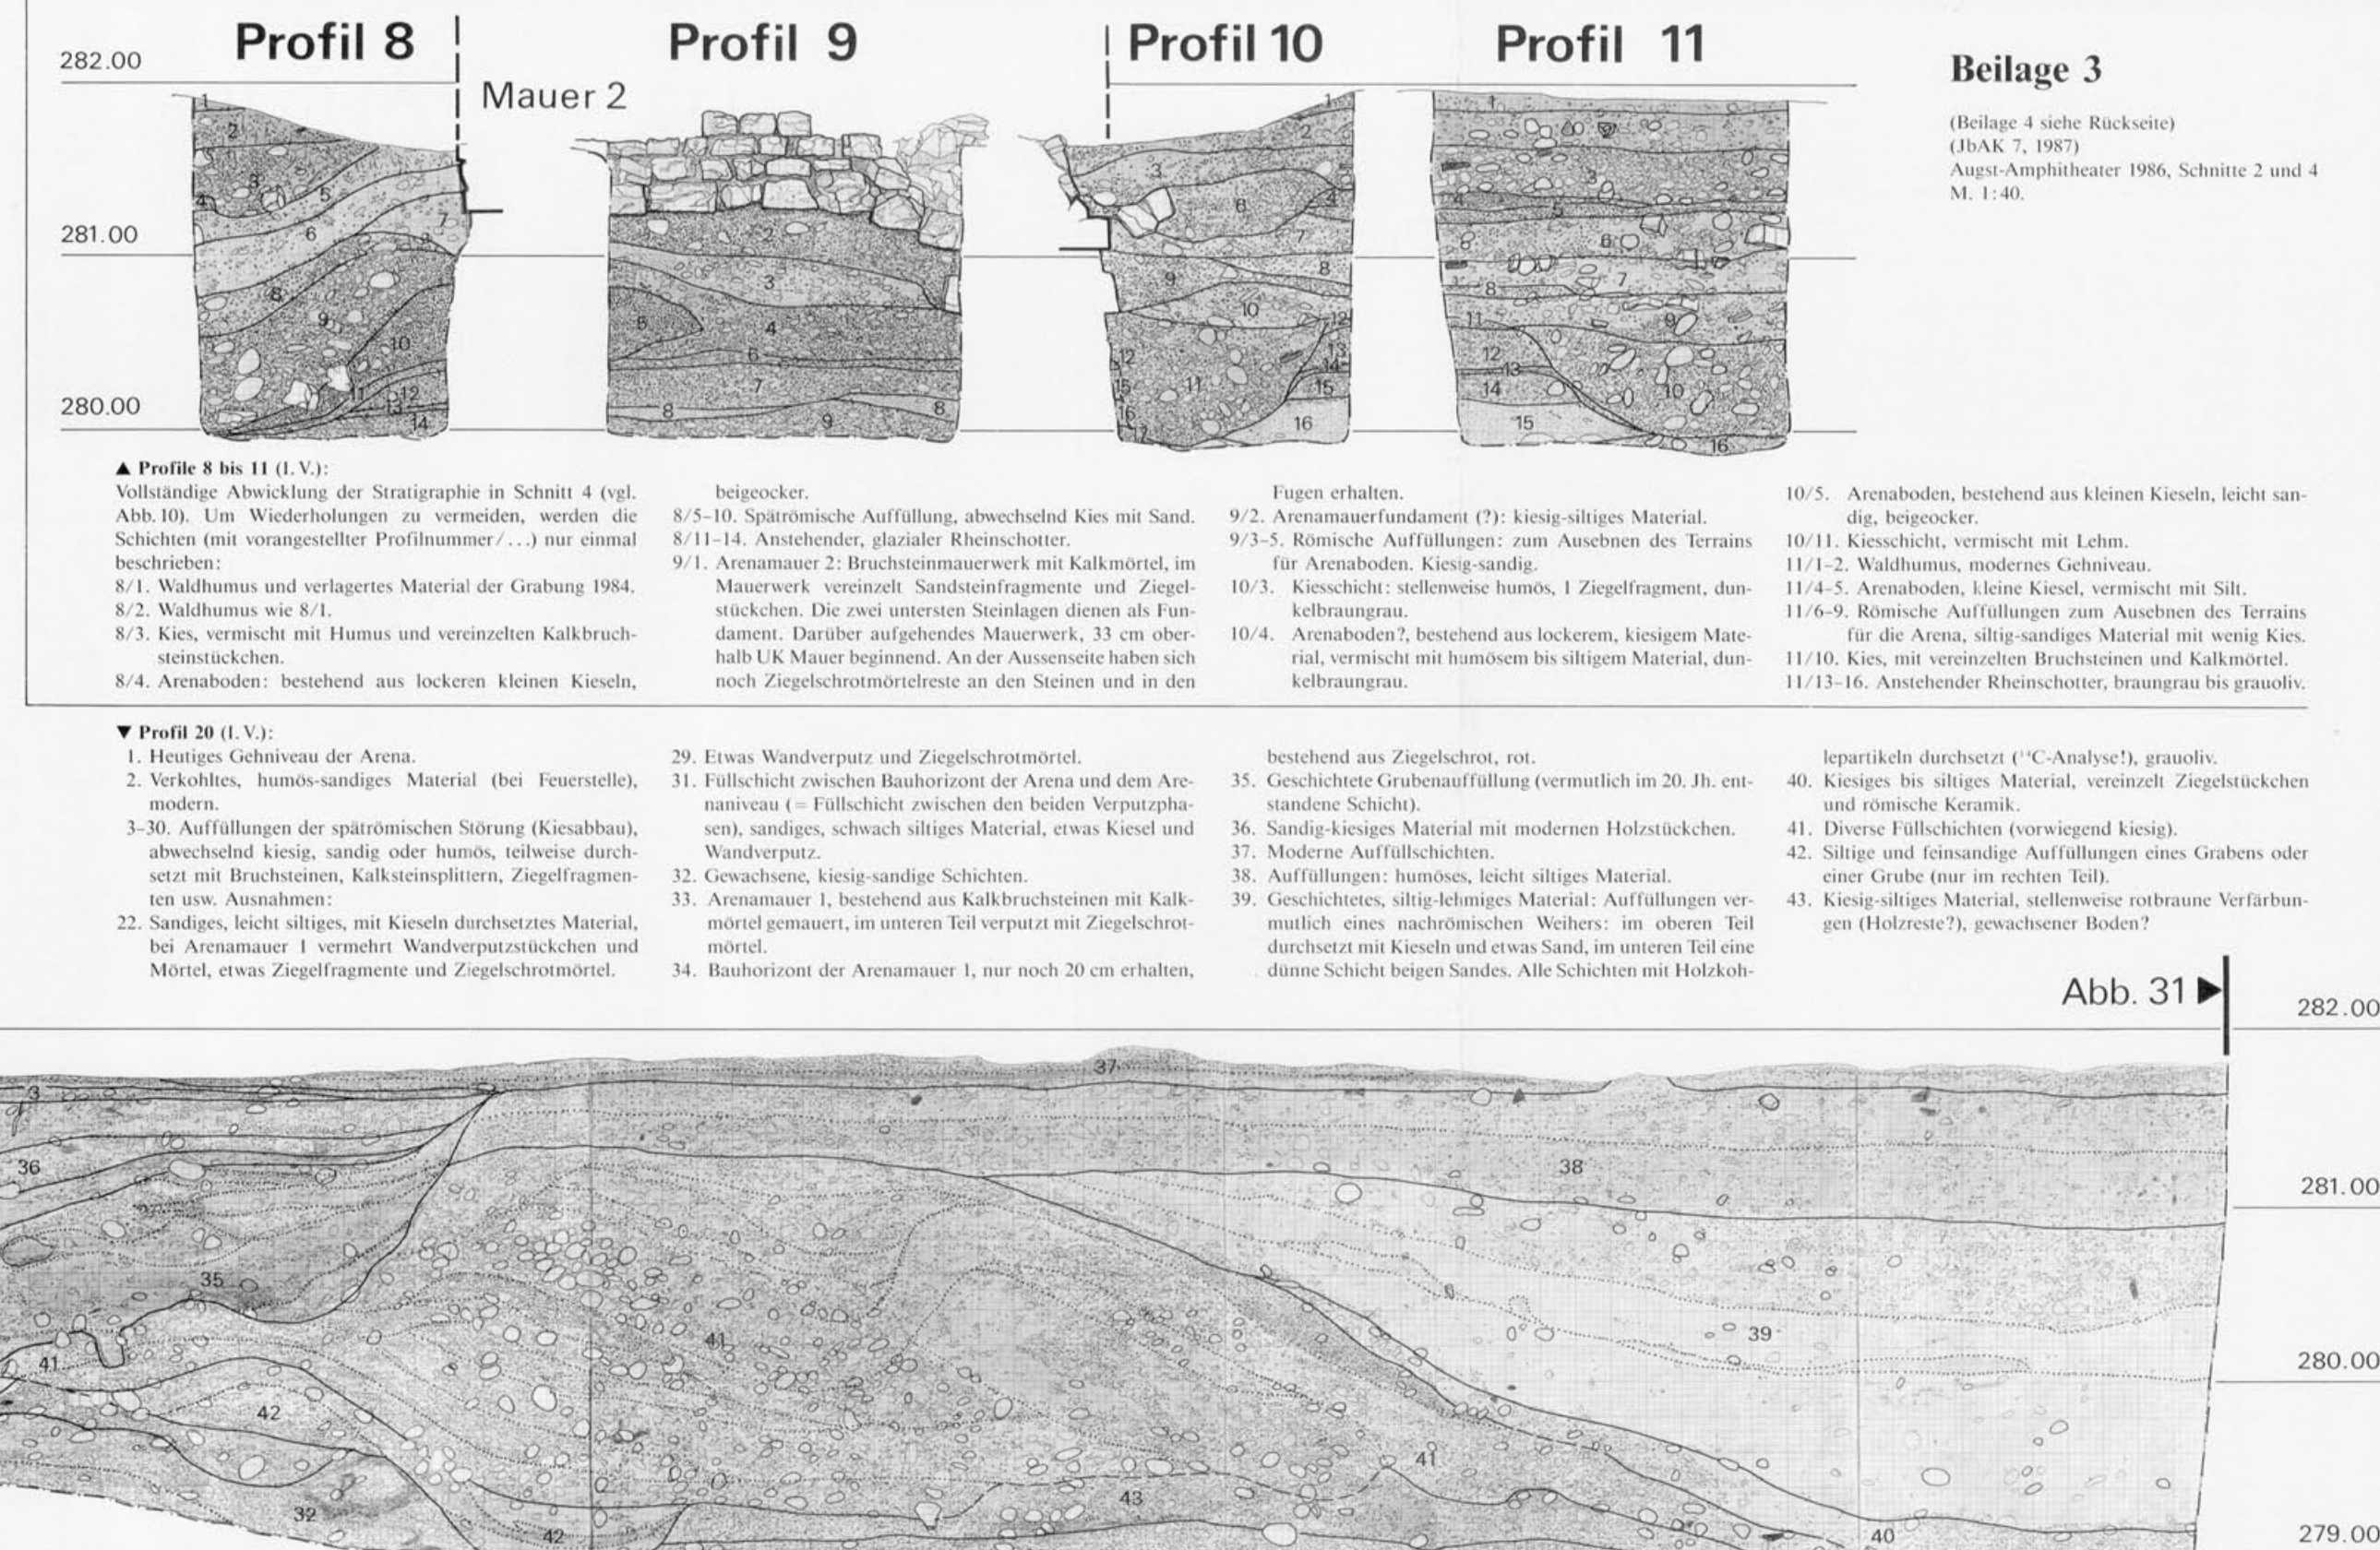 Profil 8
Profil 9
Profil 10
Profil 11
282.00
Mauer 2
281.00
280.00
Beilage 3
(Beilage 4 siehe Rückseite)
(JbAK 7, 1987)
Augst-Amphitheater 1986, Schnitte 2 und 4
M. 1:40.
▲ Profile 8 bis 11 (I. V.):
Vollständige Abwicklung der Stratigraphie in Schnitt 4 (vgl.
Abb. 10). Um Wiederholungen zu vermeiden, werden die
Schichten (mit vorangestellter Profilnummer/…) nur einmal
beschrieben:
8/1. Waldhumus und verlagertes Material der Grabung 1984.
8/2. Waldhumus wie 8/1.
8/3. Kies, vermischt mit Humus und vereinzelten Kalkbruch-
steinstückchen.
8/4. Arenaboden: bestehend aus lockeren kleinen Kieseln,
beigeocker.
8/5-10. Spätrömische Auffüllung, abwechselnd Kies mit Sand.
8/11-14. Anstehender, glazialer Rheinschotter.
9/1. Arenamauer 2: Bruchsteinmauerwerk mit Kalkmörtel, im
Mauerwerk vereinzelt Sandsteinfragmente und Ziegel-
stückchen. Die zwei untersten Steinlagen dienen als Fun-
dament. Darüber aufgehendes Mauerwerk, 33 cm ober-
halb UK Mauer beginnend. An der Aussenseite haben sich
noch Ziegelschrotmörtelreste an den Steinen und in den
Fugen erhalten.
9/2. Arenamauerfundament (?): kiesig-siltiges Material.
9/3-5. Römische Auffüllungen: zum Ausebnen des Terrains
für Arenaboden. Kiesig-sandig.
10/3. Kiesschicht: stellenweise humös, 1 Ziegelfragment, dun-
kelbraungrau.
10/4. Arenaboden?, bestehend aus lockerem, kiesigem Mate-
rial, vermischt mit humösem bis siltigem Material, dun-
kelbraungrau.
10/5. Arenaboden, bestehend aus kleinen Kieseln, leicht san-
dig, beigeocker.
10/11. Kiesschicht, vermischt mit Lehm.
11/1-2. Waldhumus, modernes Gehniveau.
11/4-5. Arenaboden, kleine Kiesel, vermischt mit Silt.
11/6-9. Römische Auffüllungen zum Ausebnen des Terrains
für die Arena, siltig-sandiges Material mit wenig Kies.
11/10. Kies, mit vereinzelten Bruchsteinen und Kalkmörtel.
11/13-16. Anstehender Rheinschotter, braungrau bis grauoliv.
▼ Profil 20 (I. V.):
1. Heutiges Gehniveau der Arena.
2. Verkohltes, humös-sandiges Material (bei Feuerstelle),
modern.
3-30. Auffüllungen der spätrömischen Störung (Kiesabbau),
abwechselnd kiesig, sandig oder humös, teilweise durch-
setzt mit Bruchsteinen, Kalksteinsplittern, Ziegelfragmen-
ten usw. Ausnahmen:
22. Sandiges, leicht siltiges, mit Kieseln durchsetztes Material,
bei Arenamauer 1 vermehrt Wandverputzstückchen und
Mörtel, etwas Ziegelfragmente und Ziegelschrotmörtel.
29. Etwas Wandverputz und Ziegelschrotmörtel.
31. Füllschicht zwischen Bauhorizont der Arena und dem Are-
naniveau (= Füllschicht zwischen den beiden Verputzpha-
sen), sandiges, schwach siltiges Material, etwas Kiesel und
Wandverputz.
32. Gewachsene, kiesig-sandige Schichten.
33. Arenamauer 1, bestehend aus Kalkbruchsteinen mit Kalk-
mörtel gemauert, im unteren Teil verputzt mit Ziegelschrot-
mörtel.
34. Bauhorizont der Arenamauer 1, nur noch 20 cm erhalten,
bestehend aus Ziegelschrot, rot.
35. Geschichtete Grubenauffüllung (vermutlich im 20. Jh. ent-
standene Schicht).
36. Sandig-kiesiges Material mit modernen Holzstückchen.
37. Moderne Auffüllschichten.
38. Auffüllungen: humöses, leicht siltiges Material.
39. Geschichtetes, siltig-lehmiges Material: Auffüllungen ver-
mutlich eines nachrömischen Weihers: im oberen Teil
durchsetzt mit Kieseln und etwas Sand, im unteren Teil eine
dünne Schicht beigen Sandes. Alle Schichten mit Holzkoh-
lepartikeln durchsetzt (¹⁴C-Analyse!), grauoliv.
40. Kiesiges bis siltiges Material, vereinzelt Ziegelstückchen
und römische Keramik.
41. Diverse Füllschichten (vorwiegend kiesig).
42. Siltige und feinsandige Auffüllungen eines Grabens oder
einer Grube (nur im rechten Teil).
43. Kiesig-siltiges Material, stellenweise rotbraune Verfärbun-
gen (Holzreste?), gewachsener Boden?
Abb. 31 ▶
282.00
37
3
36
38
281.00
35
39
41
41
280.00
42
41
43
32
42
40
279.00